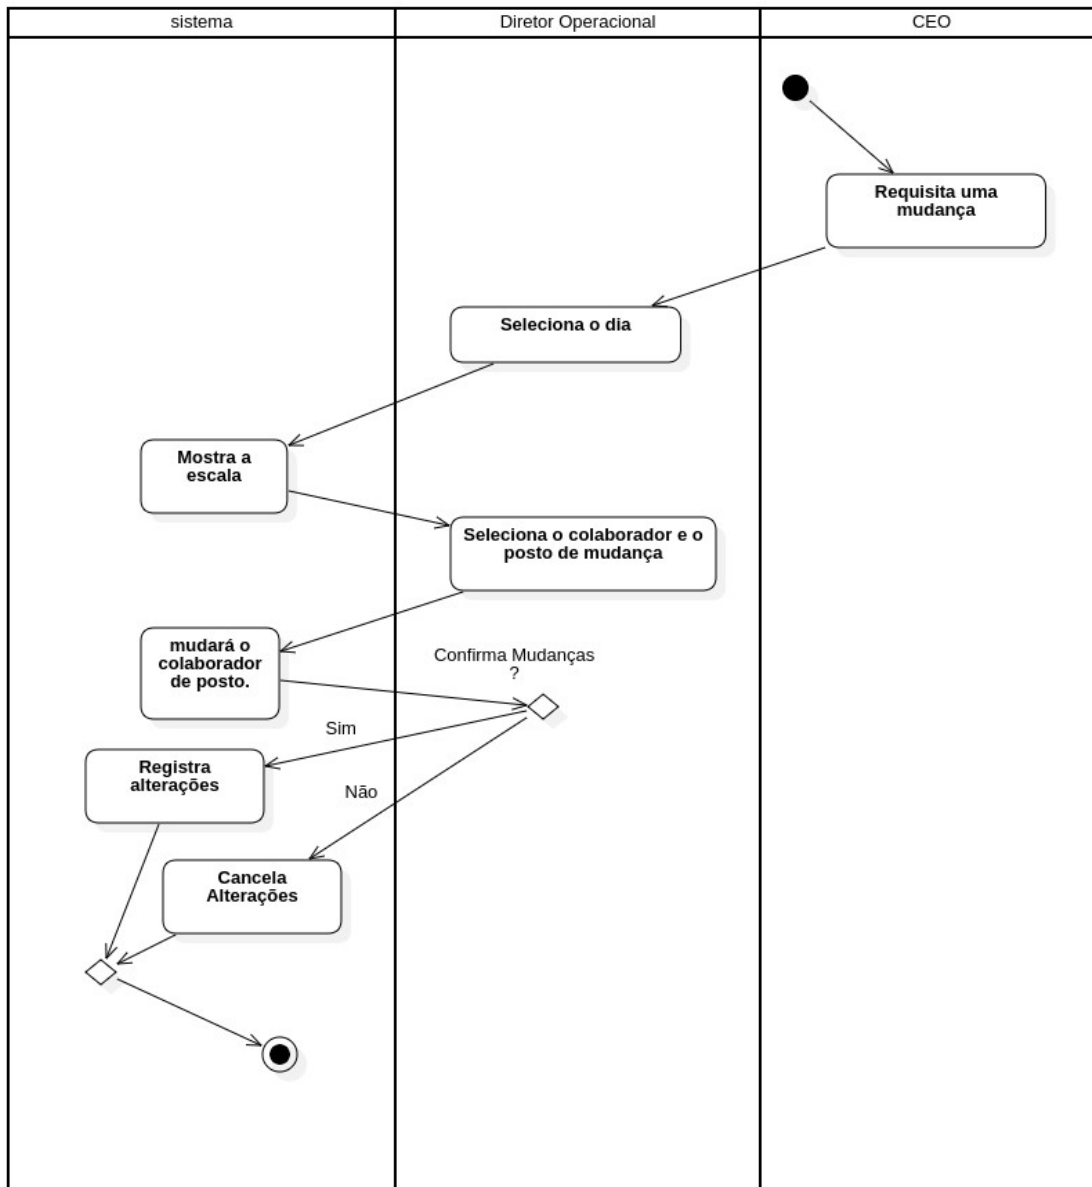 sistema
Diretor Operacional
CEO
Requisita uma
mudança
Seleciona o dia
Mostra a
escala
Seleciona o colaborador e o
posto de mudança
mudará o
colaborador
de posto.
Confirma Mudanças
?
Sim
Registra
alterações
Não
Cancela
Alterações